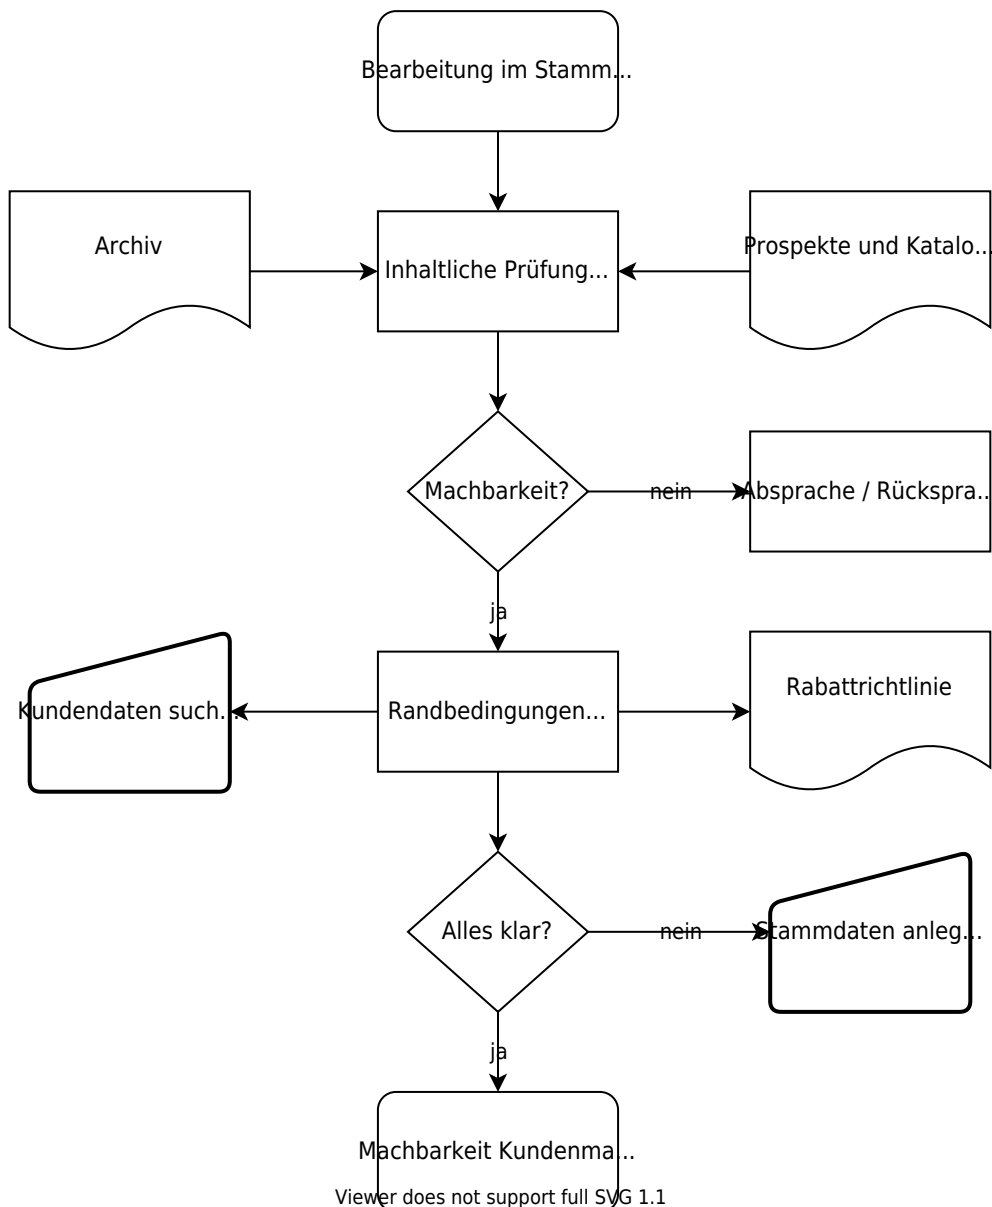 Bearbeitung im Stamm...
Archiv
Inhaltliche Prüfung...
Prospekte und Katalo...
Machbarkeit?
nein
Absprache / Rückspra...
ja
Kundendaten such...
Randbedingungen...
Rabattrichtlinie
Alles klar?
nein
Stammdaten anleg...
ja
Machbarkeit Kundenma...
Viewer does not support full SVG 1.1